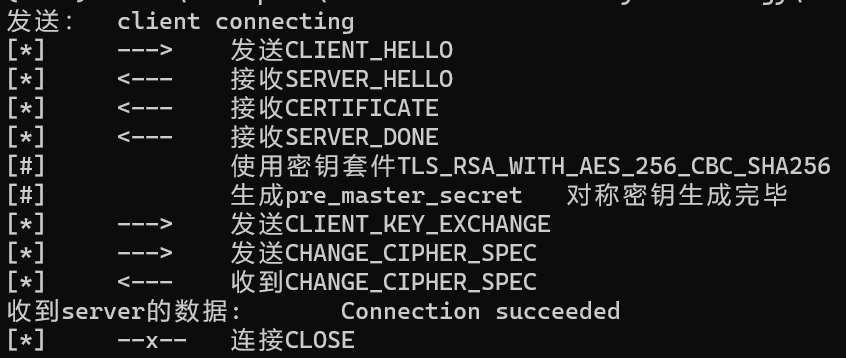 发送:   client connecting
[*]     --->    发送CLIENT_HELLO
[*]     <---    接收SERVER_HELLO
[*]     <---    接收CERTIFICATE
[*]     <---    接收SERVER_DONE
[#]             使用密钥套件TLS_RSA_WITH_AES_256_CBC_SHA256
[#]             生成pre_master_secret   对称密钥生成完毕
[*]     --->    发送CLIENT_KEY_EXCHANGE
[*]     --->    发送CHANGE_CIPHER_SPEC
[*]     <---    收到CHANGE_CIPHER_SPEC
收到server的数据:       Connection succeeded
[*]     --x--   连接CLOSE